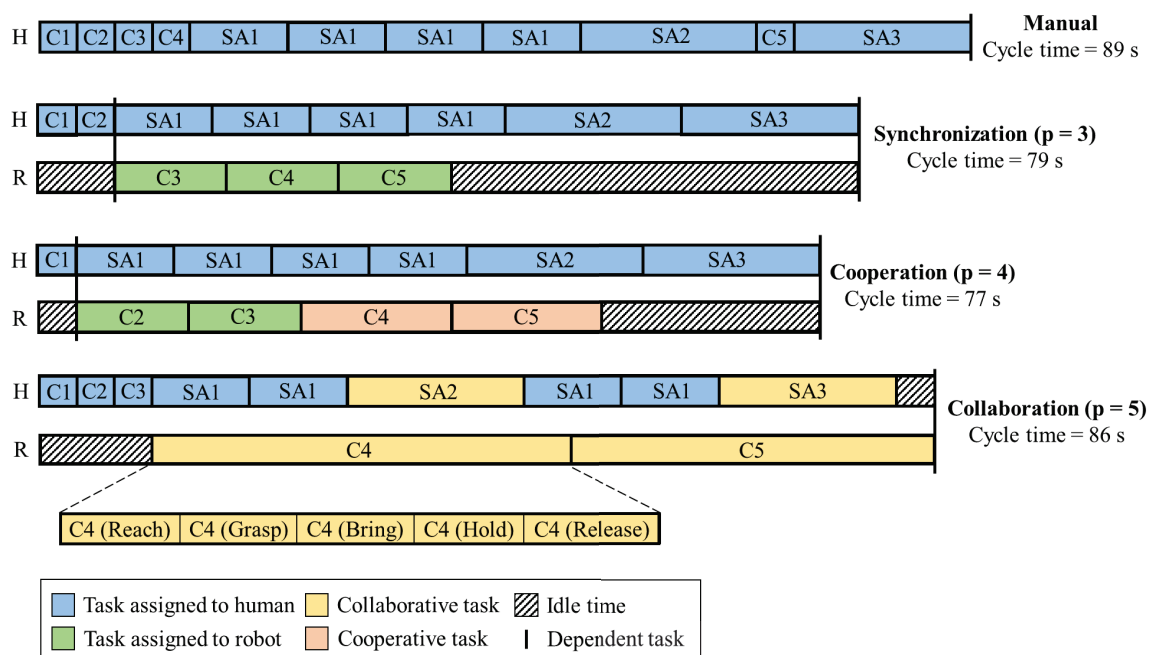 H C1 C2 C3 C4 SA1 SA1 SA1 SA1 SA2 C5 SA3
Manual
Cycle time = 89 s
H C1 C2 SA1 SA1 SA1 SA1 SA2 SA3
Synchronization (p = 3)
Cycle time = 79 s
R C3 C4 C5
H C1 SA1 SA1 SA1 SA1 SA2 SA3
Cooperation (p = 4)
Cycle time = 77 s
R C2 C3 C4 C5
H C1 C2 C3 SA1 SA1 SA2 SA1 SA1 SA3
Collaboration (p = 5)
Cycle time = 86 s
R C4 C5
C4 (Reach) C4 (Grasp) C4 (Bring) C4 (Hold) C4 (Release)
Task assigned to human Collaborative task Idle time
Task assigned to robot Cooperative task Dependent task